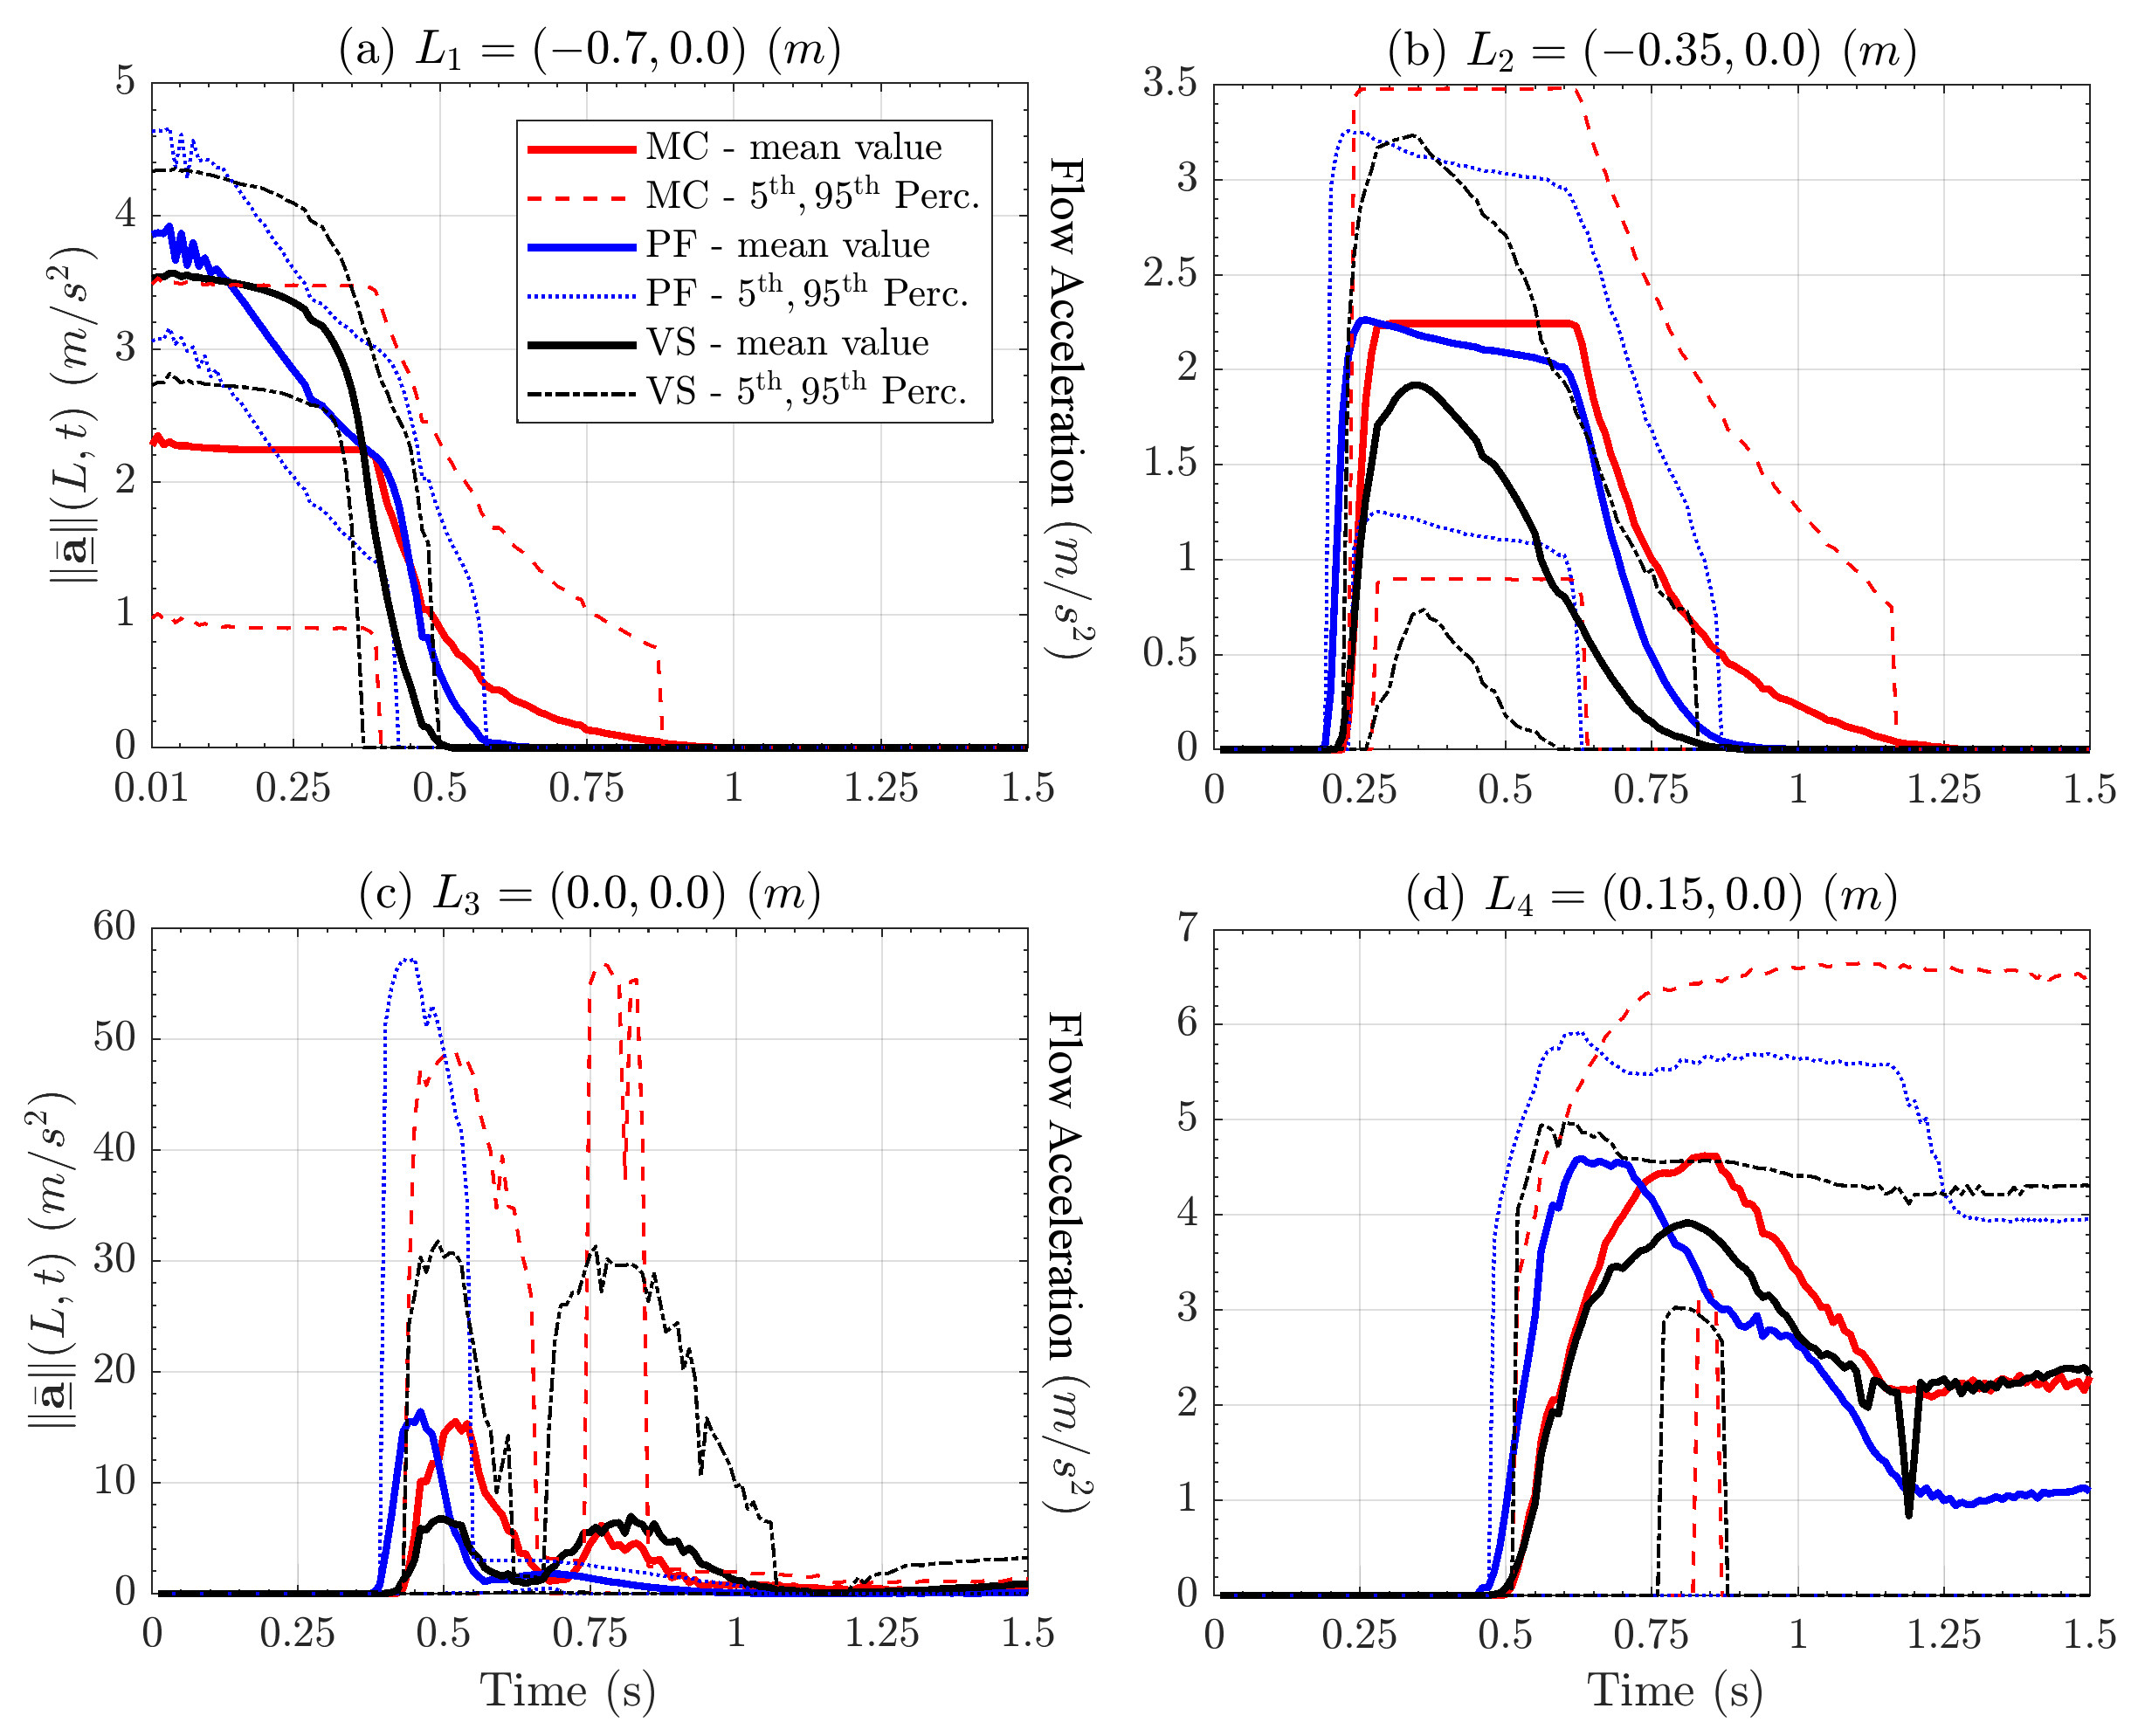 (a) L₁ = (−0.7, 0.0) (m)
5
4
3
2
1
0
0.01 0.25 0.5 0.75 1 1.25 1.5
||𝐚̲̄||(L, t) (m/s²)
MC - mean value
MC - 5ᵗʰ, 95ᵗʰ Perc.
PF - mean value
PF - 5ᵗʰ, 95ᵗʰ Perc.
VS - mean value
VS - 5ᵗʰ, 95ᵗʰ Perc.
Flow Acceleration (m/s²)
(b) L₂ = (−0.35, 0.0) (m)
3.5
3
2.5
2
1.5
1
0.5
0
0 0.25 0.5 0.75 1 1.25 1.5
(c) L₃ = (0.0, 0.0) (m)
60
50
40
30
20
10
0
0 0.25 0.5 0.75 1 1.25 1.5
||𝐚̲̄||(L, t) (m/s²)
Time (s)
Flow Acceleration (m/s²)
(d) L₄ = (0.15, 0.0) (m)
7
6
5
4
3
2
1
0
0 0.25 0.5 0.75 1 1.25 1.5
Time (s)